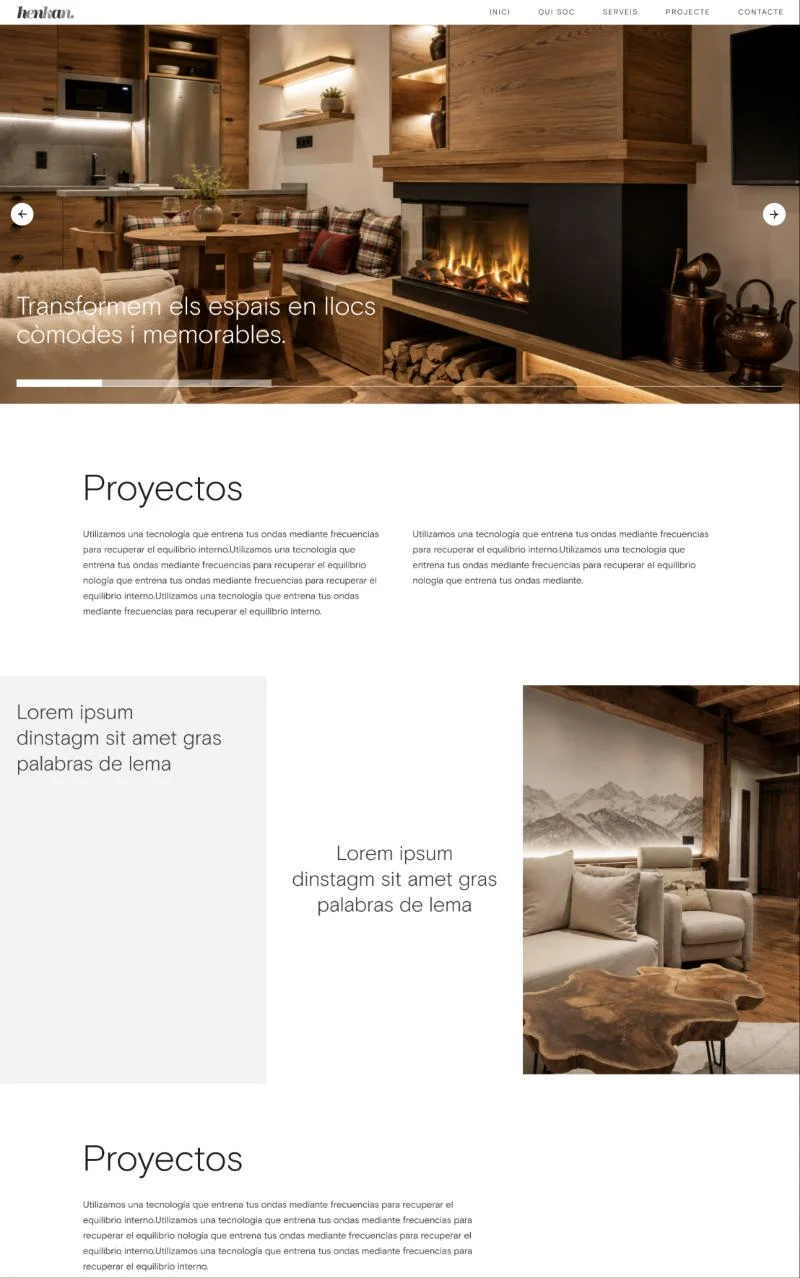 henkan.
INICI
QUI SOC
SERVEIS
PROJECTE
CONTACTE
Transformem els espais en llocs
còmodes i memorables.
Proyectos
Utilizamos una tecnología que entrena tus ondas mediante frecuencias
para recuperar el equilibrio interno.Utilizamos una tecnología que
entrena tus ondas mediante frecuencias para recuperar el equilibrio
nología que entrena tus ondas mediante frecuencias para recuperar el
equilibrio interno.Utilizamos una tecnología que entrena tus ondas
mediante frecuencias para recuperar el equilibrio interno.
Utilizamos una tecnología que entrena tus ondas mediante frecuencias
para recuperar el equilibrio interno.Utilizamos una tecnología que
entrena tus ondas mediante frecuencias para recuperar el equilibrio
nología que entrena tus ondas mediante.
Lorem ipsum
dinstagm sit amet gras
palabras de lema
Lorem ipsum
dinstagm sit amet gras
palabras de lema
Proyectos
Utilizamos una tecnología que entrena tus ondas mediante frecuencias para recuperar el
equilibrio interno.Utilizamos una tecnología que entrena tus ondas mediante frecuencias para
recuperar el equilibrio nología que entrena tus ondas mediante frecuencias para recuperar el
equilibrio interno.Utilizamos una tecnología que entrena tus ondas mediante frecuencias para
recuperar el equilibrio interno.